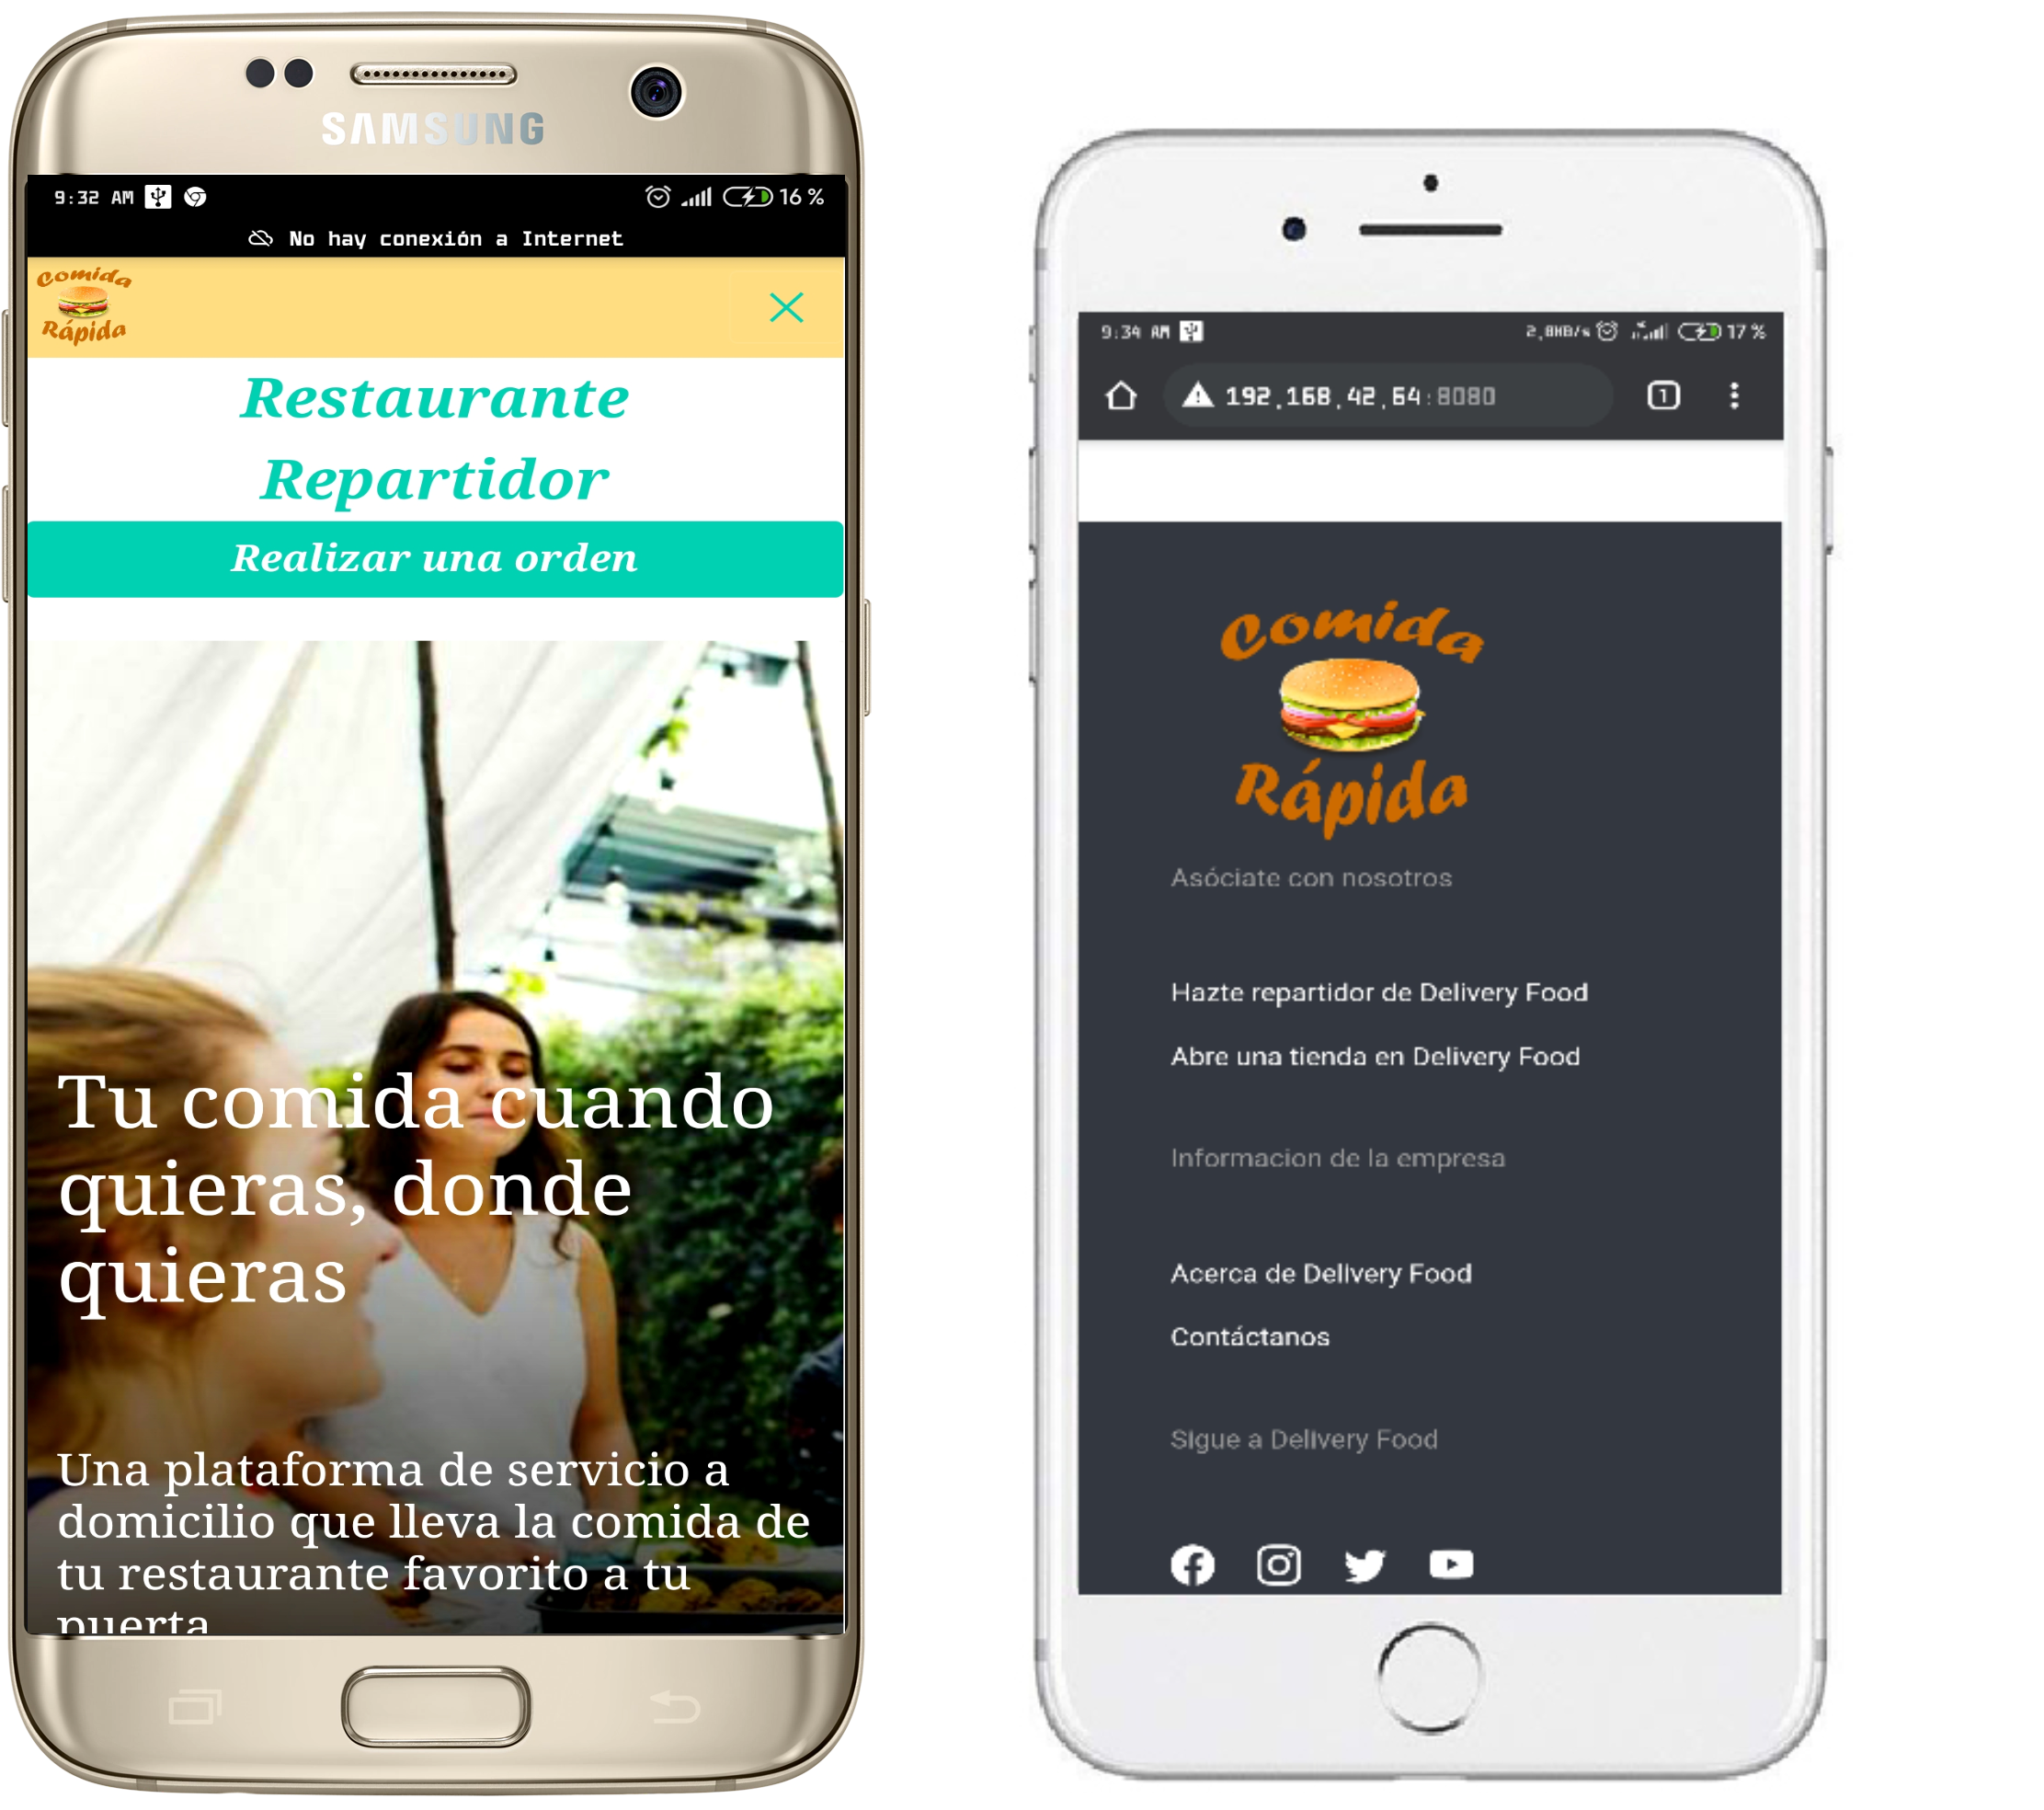 SAMSUNG
9:32 AM
16 %
No hay conexión a Internet
Comida
Rápida
Restaurante
Repartidor
Realizar una orden
Tu comida cuando
quieras, donde
quieras
Una plataforma de servicio a
domicilio que lleva la comida de
tu restaurante favorito a tu
puerta
9:34 AM
2,8KB/s
17 %
192.168.42.64:8080
1
Comida
Rápida
Asóciate con nosotros
Hazte repartidor de Delivery Food
Abre una tienda en Delivery Food
Informacion de la empresa
Acerca de Delivery Food
Contáctanos
Sigue a Delivery Food